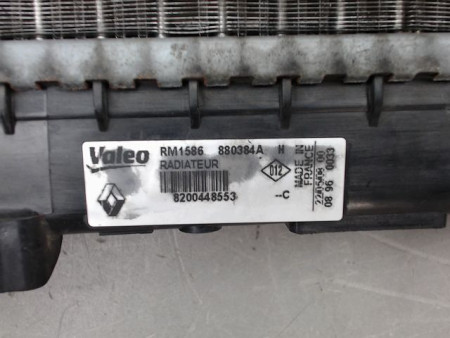 Valeo RM1586 880384A H
RADIATEUR
D12
8200448553 --C
MADE IN
FRANCE
08 96 0033